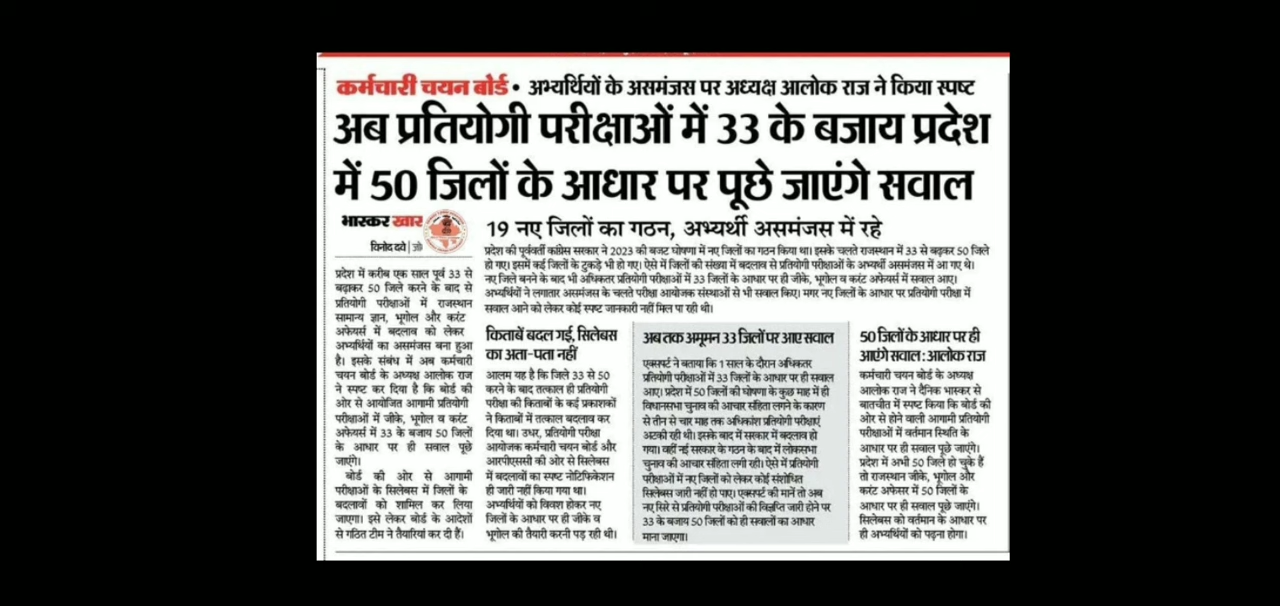 कर्मचारी चयन बोर्ड • अभ्यर्थियों के असमंजस पर अध्यक्ष आलोक राज ने किया स्पष्ट
अब प्रतियोगी परीक्षाओं में 33 के बजाय प्रदेश
में 50 जिलों के आधार पर पूछे जाएंगे सवाल
भास्कर खास
विनोद दवे|
प्रदेश में करीब एक साल पूर्व 33 से
बढ़ाकर 50 जिले करने के बाद से
प्रतियोगी परीक्षाओं में राजस्थान
सामान्य ज्ञान, भूगोल और करंट
अफेयर्स में बदलाव को लेकर
अभ्यर्थियों का असमंजस बना हुआ
है। इसके संबंध में अब कर्मचारी
चयन बोर्ड के अध्यक्ष आलोक राज
ने स्पष्ट कर दिया है कि बोर्ड की
ओर से आयोजित आगामी प्रतियोगी
परीक्षाओं में जीके, भूगोल व करंट
अफेयर्स में 33 के बजाय 50 जिलों
के आधार पर ही सवाल पूछे
जाएंगे।
बोर्ड की ओर से आगामी
परीक्षाओं के सिलेबस में जिलों के
बदलावों को शामिल कर लिया
जाएगा। इसे लेकर बोर्ड के आदेशों
से गठित टीम ने तैयारियां कर दी हैं।
19 नए जिलों का गठन, अभ्यर्थी असमंजस में रहे
प्रदेश की पूर्ववर्ती कांग्रेस सरकार ने 2023 की बजट घोषणा में नए जिलों का गठन किया था। इसके चलते राजस्थान में 33 से बढ़कर 50 जिले
हो गए। इसमें कई जिलों के टुकड़े भी हो गए। ऐसे में जिलों की संख्या में बदलाव से प्रतियोगी परीक्षाओं के अभ्यर्थी असमंजस में आ गए थे।
नए जिले बनने के बाद भी अधिकतर प्रतियोगी परीक्षाओं में 33 जिलों के आधार पर ही जीके, भूगोल व करंट अफेयर्स में सवाल आए।
अभ्यर्थियों ने लगातार असमंजस के चलते परीक्षा आयोजक संस्थाओं से भी सवाल किए। मगर नए जिलों के आधार पर प्रतियोगी परीक्षा में
सवाल आने को लेकर कोई स्पष्ट जानकारी नहीं मिल पा रही थी।
किताबें बदल गई, सिलेबस
का अता-पता नहीं
आलम यह है कि जिले 33 से 50
करने के बाद तत्काल ही प्रतियोगी
परीक्षा की किताबों के कई प्रकाशकों
ने किताबों में तत्काल बदलाव कर
दिया था। उधर, प्रतियोगी परीक्षा
आयोजक कर्मचारी चयन बोर्ड और
आरपीएससी की ओर से सिलेबस
में बदलावों का स्पष्ट नोटिफिकेशन
ही जारी नहीं किया गया था।
अभ्यर्थियों को विवश होकर नए
जिलों के आधार पर ही जीके व
भूगोल की तैयारी करनी पड़ रही थी।
अब तक अमूमन 33 जिलों पर आए सवाल
एक्सपर्ट ने बताया कि 1 साल के दौरान अधिकतर
प्रतियोगी परीक्षाओं में 33 जिलों के आधार पर ही सवाल
आए। प्रदेश में 50 जिलों की घोषणा के कुछ माह में ही
विधानसभा चुनाव की आचार संहिता लगने के कारण
से तीन से चार माह तक अधिकांश प्रतियोगी परीक्षाएं
अटकी रही थी। इसके बाद में सरकार में बदलाव हो
गया। वहीं नई सरकार के गठन के बाद में लोकसभा
चुनाव की आचार संहिता लगी रही। ऐसे में प्रतियोगी
परीक्षाओं में नए जिलों को लेकर कोई संशोधित
सिलेबस जारी नहीं हो पाए। एक्सपर्ट की मानें तो अब
नए सिरे से प्रतियोगी परीक्षाओं की विज्ञप्ति जारी होने पर
33 के बजाय 50 जिलों को ही सवालों का आधार
माना जाएगा।
50 जिलों के आधार पर ही
आएंगे सवाल : आलोक राज
कर्मचारी चयन बोर्ड के अध्यक्ष
आलोक राज ने दैनिक भास्कर से
बातचीत में स्पष्ट किया कि बोर्ड की
ओर से होने वाली आगामी प्रतियोगी
परीक्षाओं में वर्तमान स्थिति के
आधार पर ही सवाल पूछे जाएंगे।
प्रदेश में अभी 50 जिले हो चुके हैं
तो राजस्थान जीके, भूगोल और
करंट अफेसर में 50 जिलों के
आधार पर ही सवाल पूछे जाएंगे।
सिलेबस को वर्तमान के आधार पर
ही अभ्यर्थियों को पढ़ना होगा।